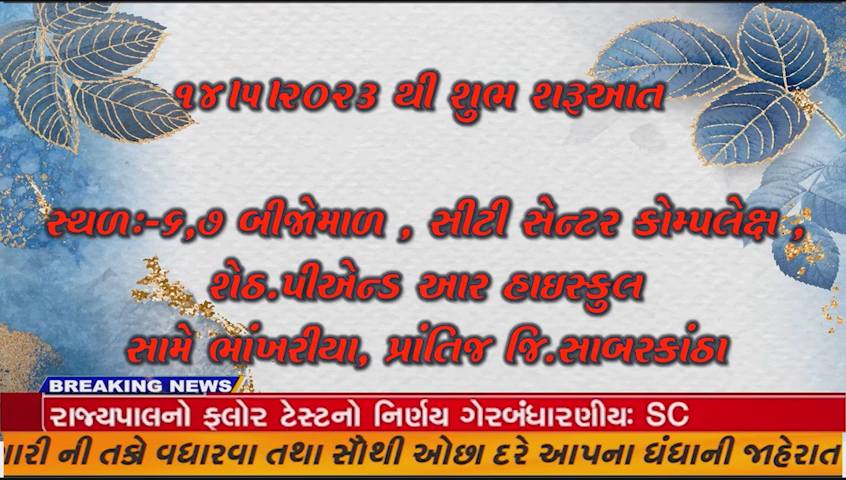 ૧૪।૫।૨૦૨૩ થી શુભ શરૂઆત
સ્થળઃ-૬,૭ બીજોમાળ , સીટી સેન્ટર કોમ્પલેક્ષ ,
શેઠ.પીએન્ડ આર હાઇસ્કુલ
સામે ભાંખરીયા, પ્રાંતિજ જિ.સાબરકાંઠા
BREAKING NEWS
રાજ્યપાલનો ફ્લોર ટેસ્ટનો નિર્ણય ગેરબંધારણીયઃ SC
ની તકો વધારવા તથા સૌથી ઓછા દરે આપના ધંધાની જાહેરાત